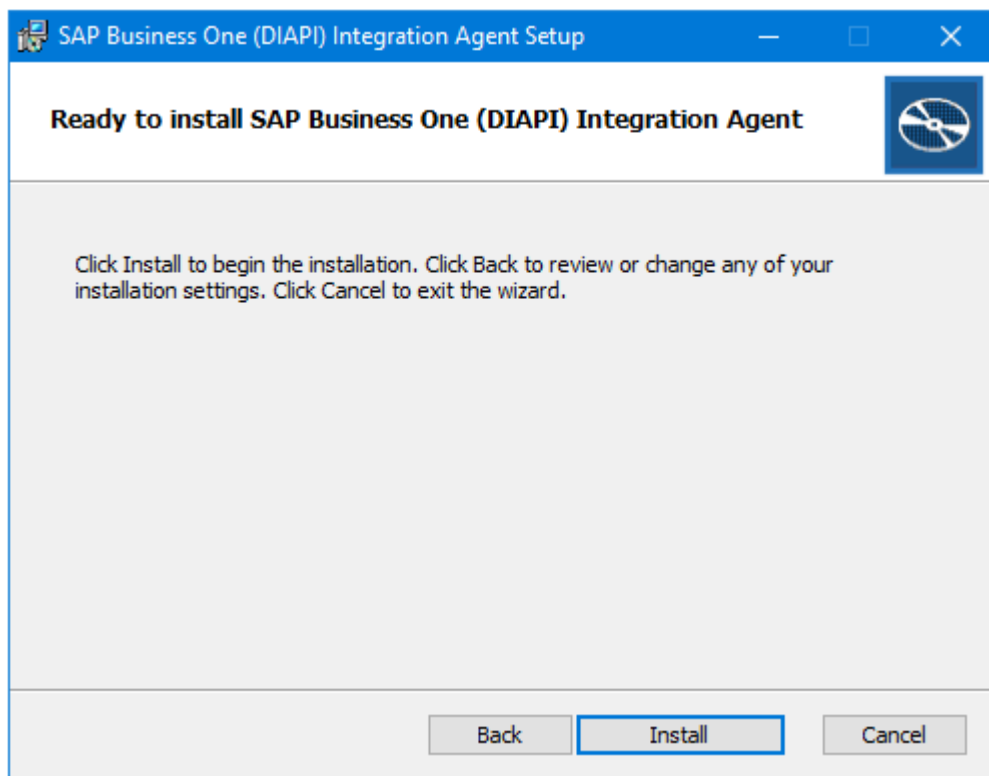 SAP Business One (DIAPI) Integration Agent Setup
Ready to install SAP Business One (DIAPI) Integration Agent
Click Install to begin the installation. Click Back to review or change any of your
installation settings. Click Cancel to exit the wizard.
Back Install Cancel